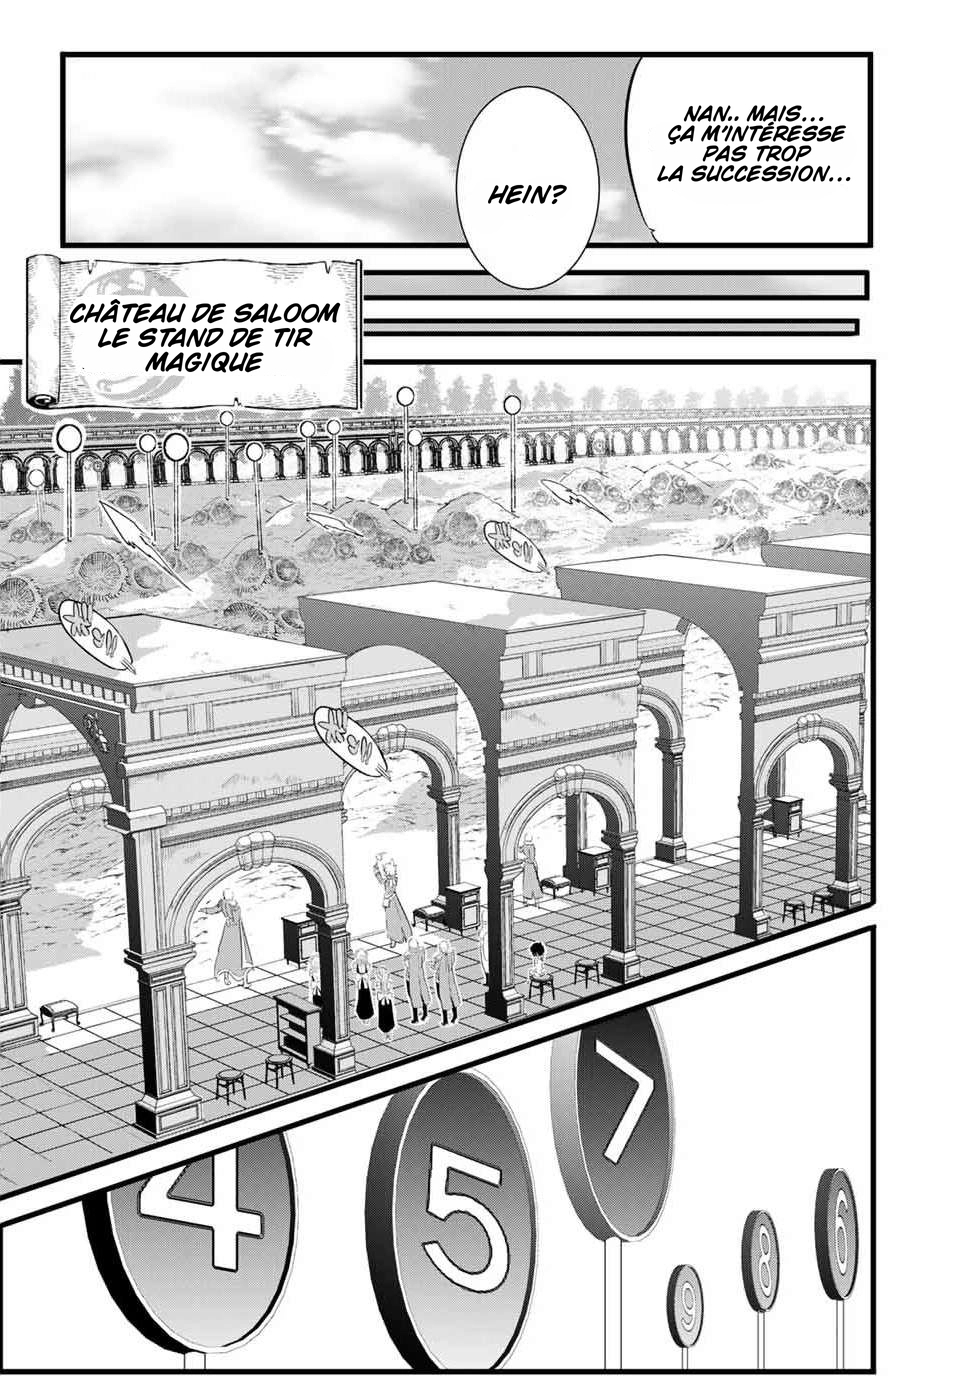 NAN.. MAIS...
ÇA M'INTÉRESSE
PAS TROP
LA SUCCESSION...
HEIN?
CHÂTEAU DE SALOOM
LE STAND DE TIR
MAGIQUE
4
5
7
9
8
6